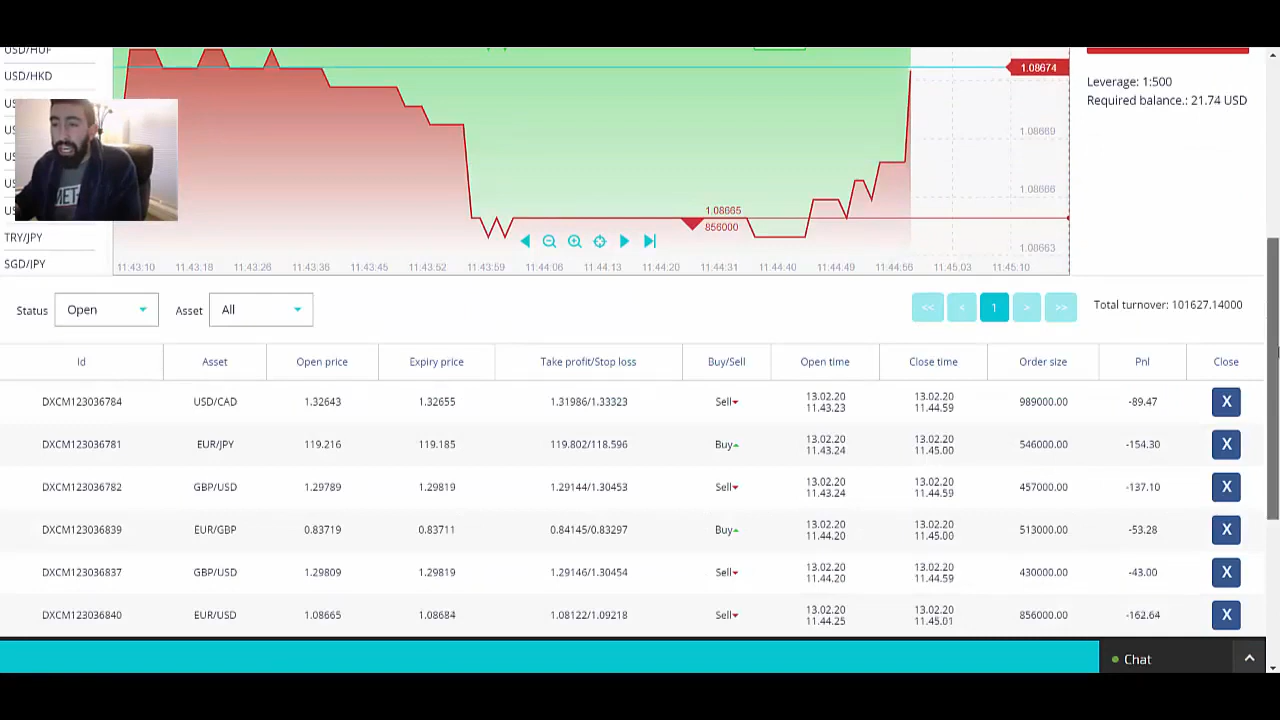 USD/HUF
USD/HKD
TRY/JPY
SGD/JPY
1.08674
1.08669
1.08666
1.08663
1.08665
856000
11:43:10 11:43:18 11:43:26 11:43:36 11:43:45 11:43:52 11:43:59 11:44:06 11:44:13 11:44:20 11:44:31 11:44:40 11:44:49 11:44:56 11:45:03 11:45:10
Leverage: 1:500
Required balance.: 21.74 USD
Status Open Asset All << < 1 > >> Total turnover: 101627.14000
Id Asset Open price Expiry price Take profit/Stop loss Buy/Sell Open time Close time Order size Pnl Close
DXCM123036784 USD/CAD 1.32643 1.32655 1.31986/1.33323 Sell 13.02.20 11.43.23 13.02.20 11.44.59 989000.00 -89.47 X
DXCM123036781 EUR/JPY 119.216 119.185 119.802/118.596 Buy 13.02.20 11.43.24 13.02.20 11.45.00 546000.00 -154.30 X
DXCM123036782 GBP/USD 1.29789 1.29819 1.29144/1.30453 Sell 13.02.20 11.43.24 13.02.20 11.44.59 457000.00 -137.10 X
DXCM123036839 EUR/GBP 0.83719 0.83711 0.84145/0.83297 Buy 13.02.20 11.44.20 13.02.20 11.45.00 513000.00 -53.28 X
DXCM123036837 GBP/USD 1.29809 1.29819 1.29146/1.30454 Sell 13.02.20 11.44.20 13.02.20 11.44.59 430000.00 -43.00 X
DXCM123036840 EUR/USD 1.08665 1.08684 1.08122/1.09218 Sell 13.02.20 11.44.25 13.02.20 11.45.01 856000.00 -162.64 X
Chat